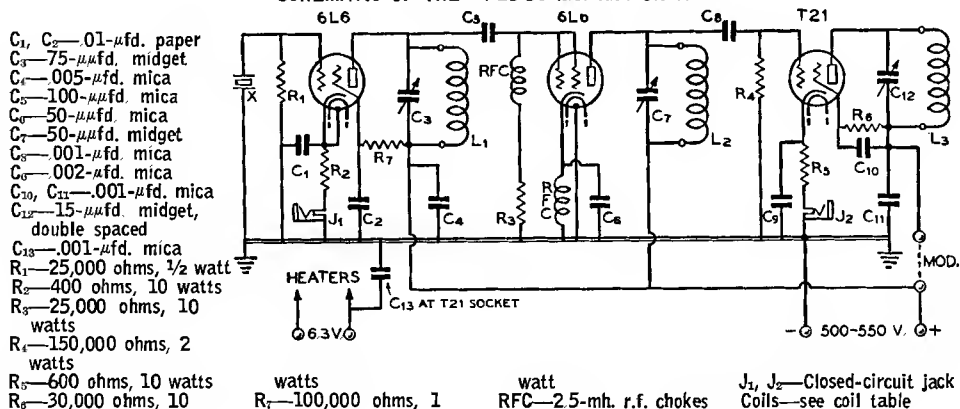 6L6
6L6
T21
C₁, C₂—.01-μfd. paper
C₃—75-μμfd. midget
C₄—.005-μfd. mica
C₅—100-μμfd. mica
C₆—50-μμfd. mica
C₇—50-μμfd. midget
C₈—.001-μfd. mica
C₉—.002-μfd. mica
C₁₀, C₁₁—.001-μfd. mica
C₁₂—15-μμfd. midget,
double spaced
C₁₃—.001-μfd. mica
R₁—25,000 ohms, ½ watt
R₂—400 ohms, 10 watts
R₃—25,000 ohms, 10
watts
R₄—150,000 ohms, 2
watts
R₅—600 ohms, 10 watts
R₆—30,000 ohms, 10
watts
R₇—100,000 ohms, 1
watt
RFC—2.5-mh. r.f. chokes
J₁, J₂—Closed-circuit jack
Coils—see coil table
X
R₁
C₁
R₂
J₁
C₂
R₇
C₃
L₁
C₄
C₅
RFC
R₃
RFC
C₆
C₇
L₂
C₈
R₄
R₅
C₉
J₂
R₆
C₁₀
C₁₁
C₁₂
L₃
MOD.
HEATERS
6.3V.
C₁₃ AT T21 SOCKET
— 500-550 V. +